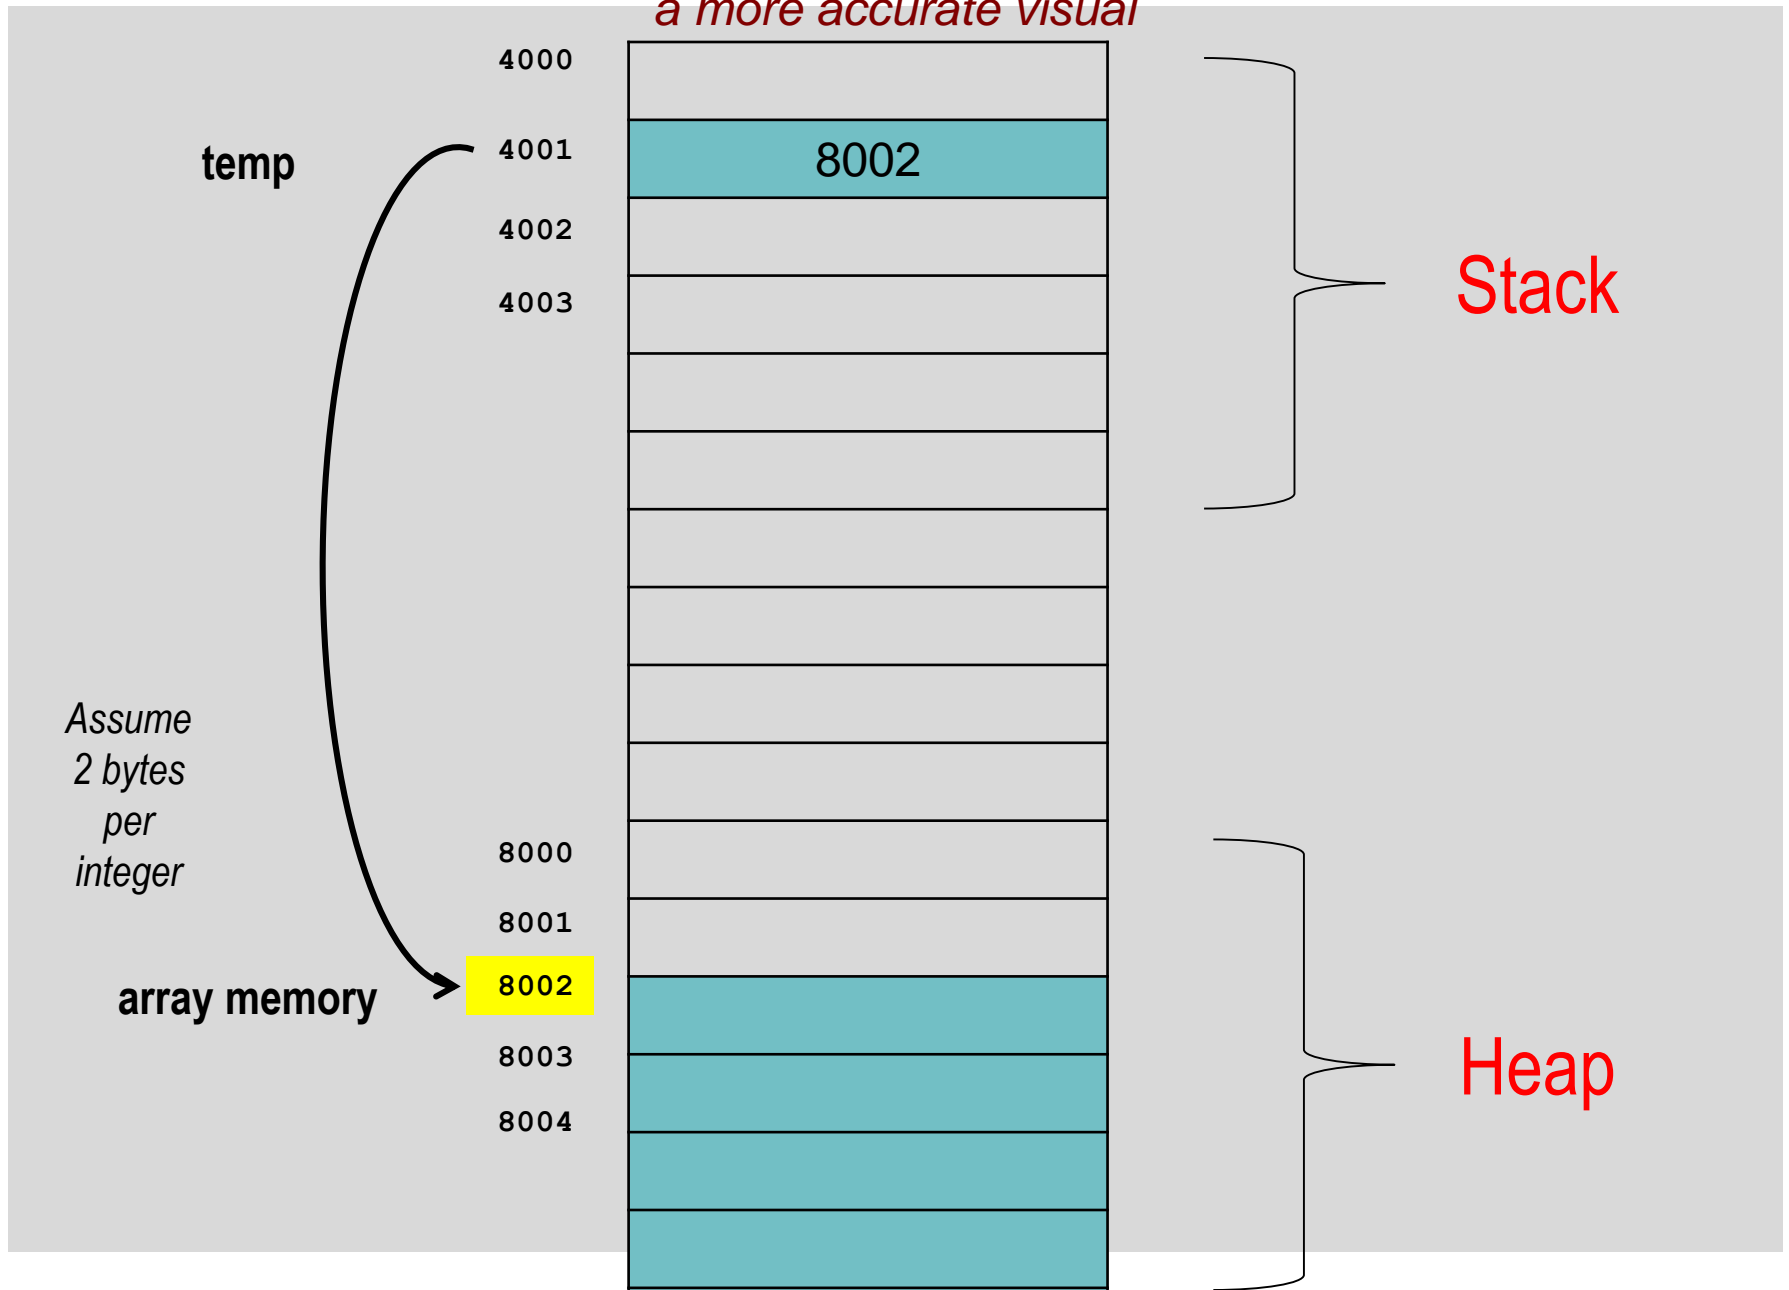 a more accurate visual
4000
temp
4001
8002
4002
4003
Stack
Assume
2 bytes
per
integer
8000
8001
array memory
8002
8003
8004
Heap